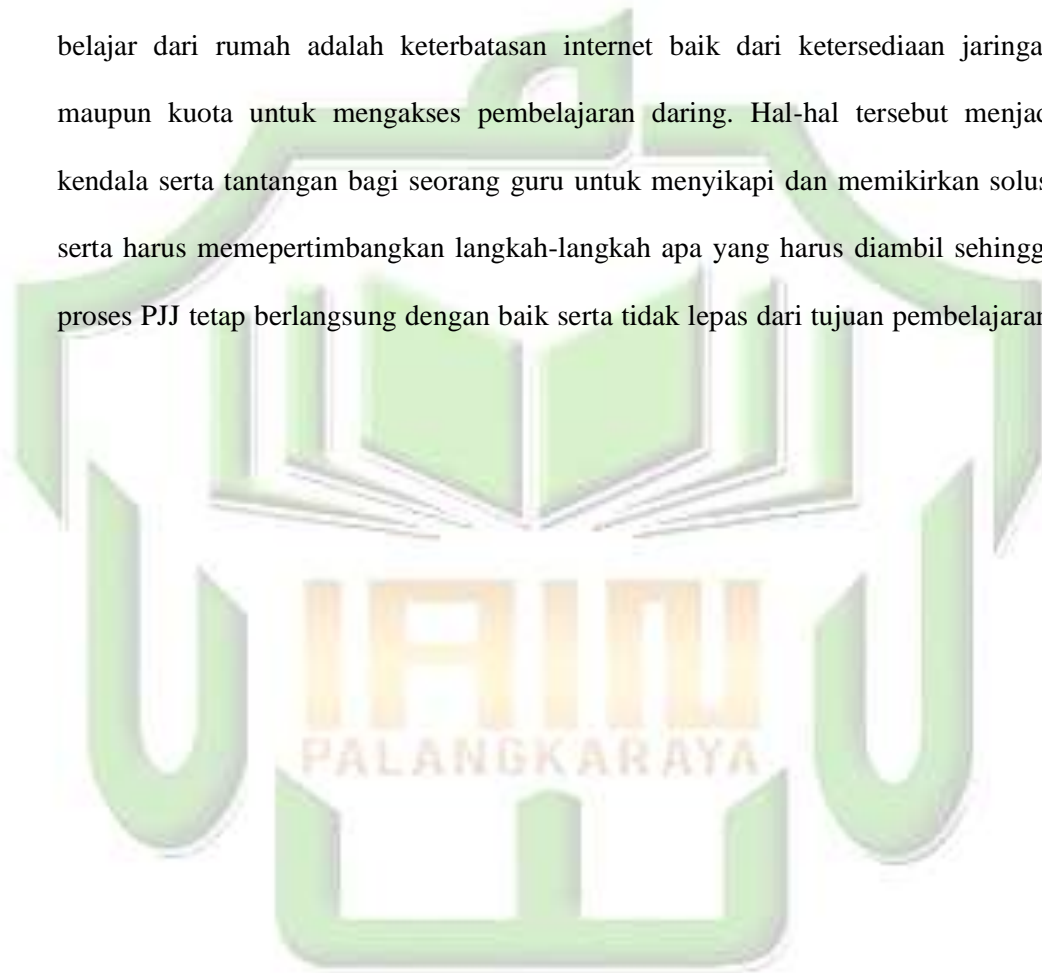 belajar dari rumah adalah keterbatasan internet baik dari ketersediaan jaringa
maupun kuota untuk mengakses pembelajaran daring. Hal-hal tersebut menjad
kendala serta tantangan bagi seorang guru untuk menyikapi dan memikirkan solus
serta harus memepertimbangkan langkah-langkah apa yang harus diambil sehingg
proses PJJ tetap berlangsung dengan baik serta tidak lepas dari tujuan pembelajaran
IAIN
PALANGKARAYA